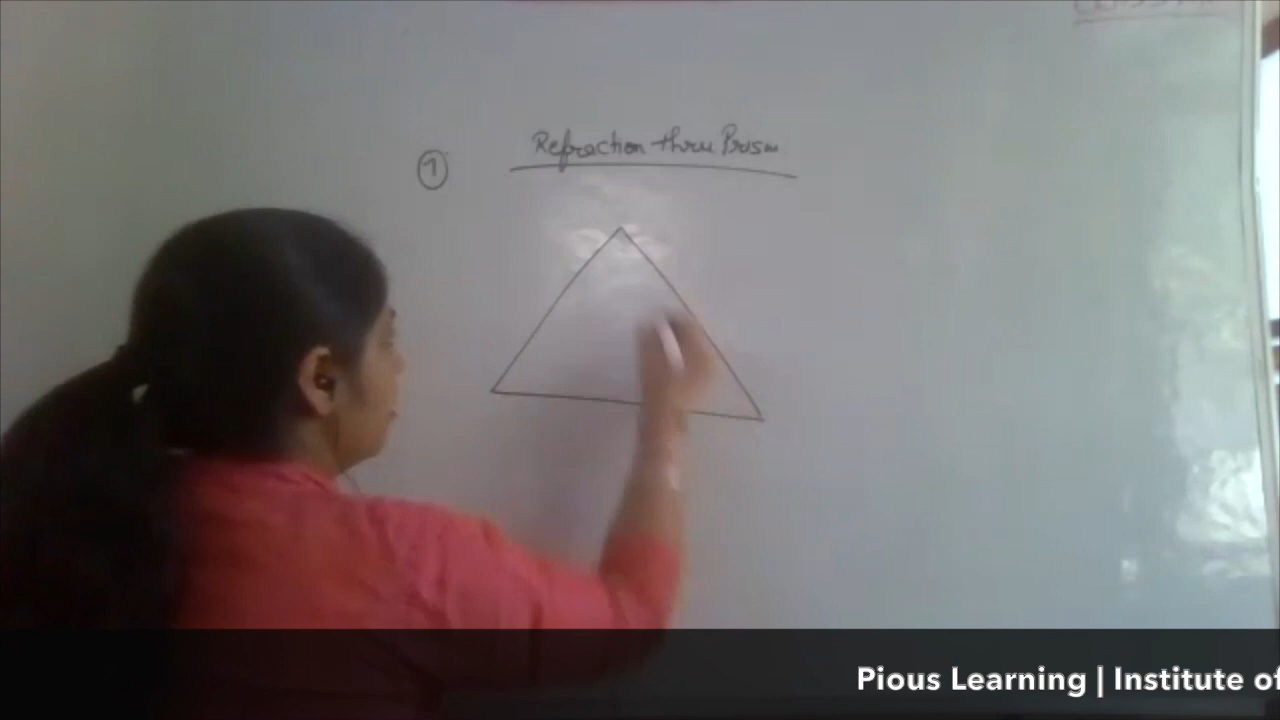 Refraction thru Prism
①
Pious Learning | Institute of